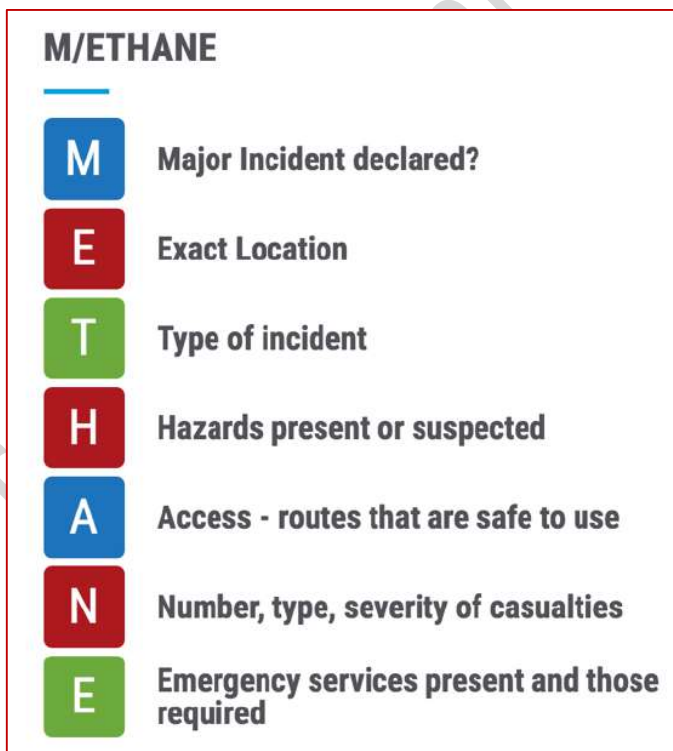 M/ETHANE
M Major Incident declared?
E Exact Location
T Type of incident
H Hazards present or suspected
A Access - routes that are safe to use
N Number, type, severity of casualties
E Emergency services present and those
required